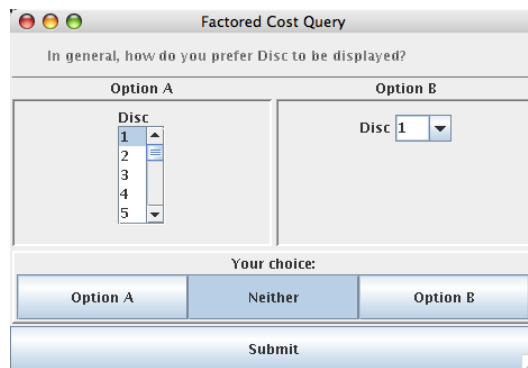 Factored Cost Query
In general, how do you prefer Disc to be displayed?
Option A
Option B
Disc
1
2
3
4
5
Disc 1
Your choice:
Option A
Neither
Option B
Submit